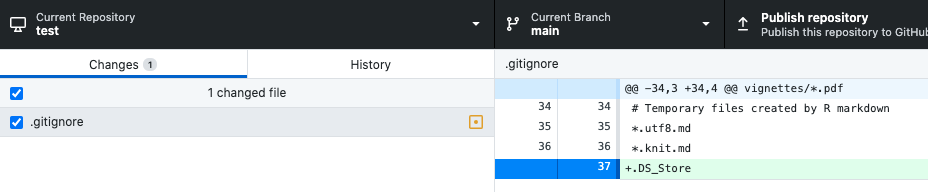 Current Repository
test
Current Branch
main
Publish repository
Publish this repository to GitHub
Changes 1
History
.gitignore
1 changed file
@@ -34,3 +34,4 @@ vignettes/*.pdf
.gitignore
34 34 # Temporary files created by R markdown
35 35 *.utf8.md
36 36 *.knit.md
37 +.DS_Store